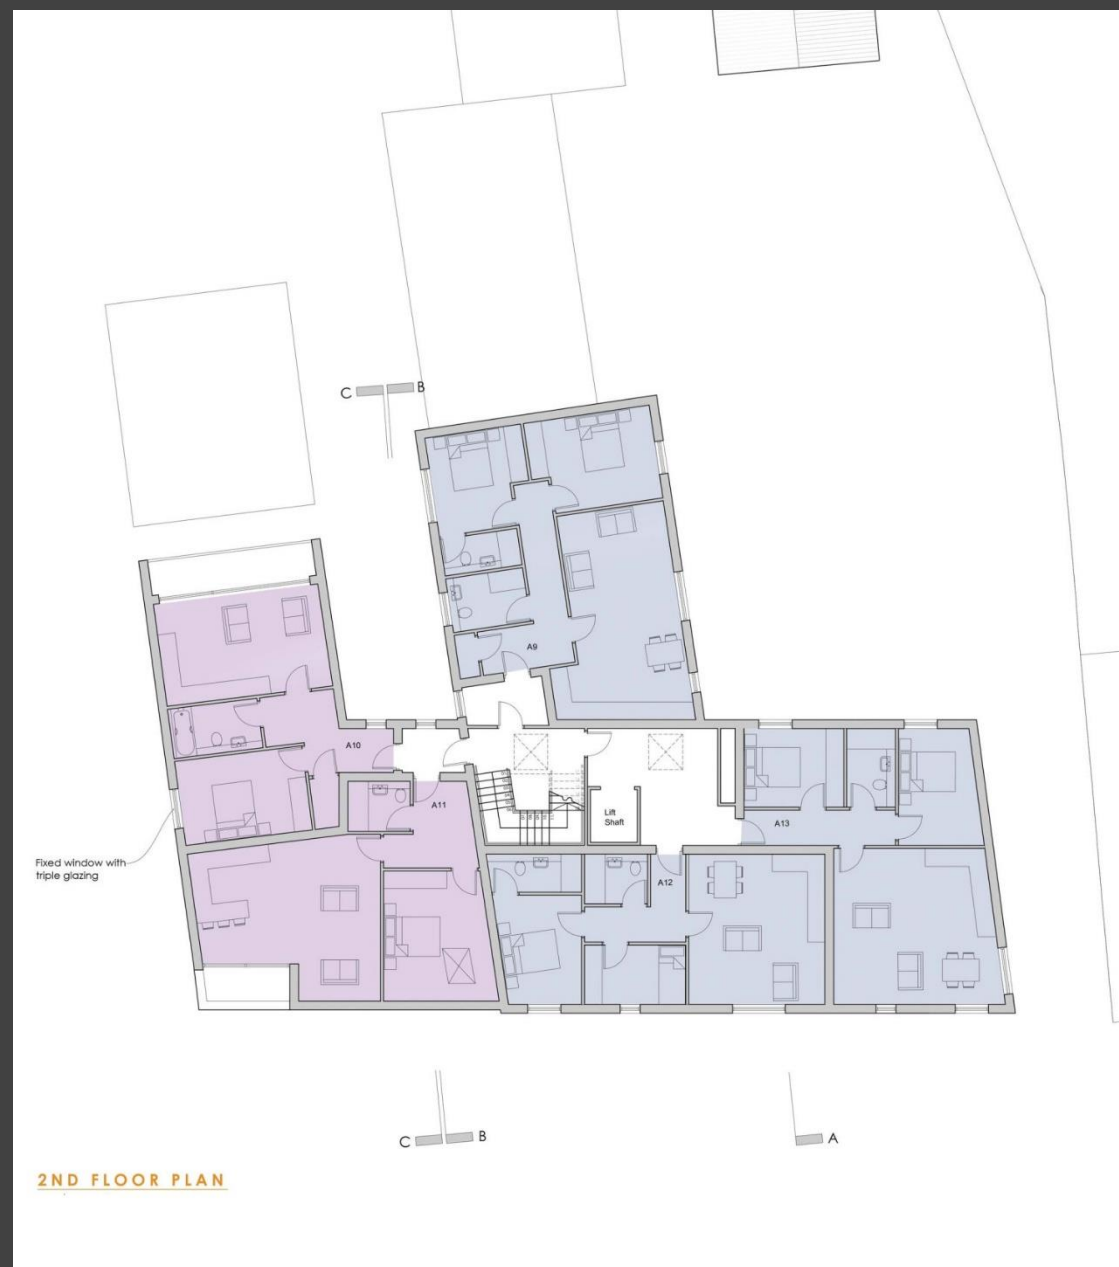 C
B
A9
A10
A11
Lift
Shaft
A13
A12
Fixed window with
triple glazing
C
B
A
2ND FLOOR PLAN